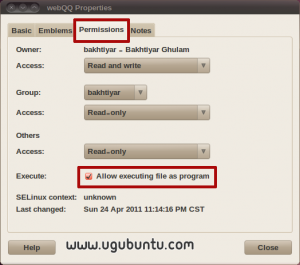 webQQ Properties
Basic Emblems Permissions Notes
Owner: bakhtiyar - Bakhtiyar Ghulam
Access: Read and write
Group: bakhtiyar
Access: Read-only
Others
Access: Read-only
Execute: Allow executing file as program
SELinux context: unknown
Last changed: Sun 24 Apr 2011 11:14:16 PM CST
Help www.ugubuntu.com Close